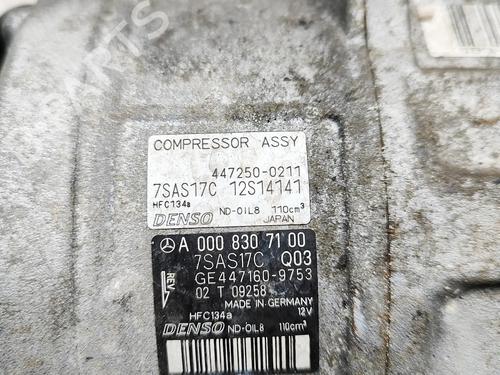 COMPRESSOR ASSY
447250-0211
7SAS17C 12S14141
HFC134a
DENSO ND-OIL8 110cm³
JAPAN
A 000 830 71 00
7SAS17C Q03
GE447160-9753
REV.
02 T 09258
MADE IN GERMANY
HFC134a 12V
DENSO ND-OIL8 110cm³
PARTS